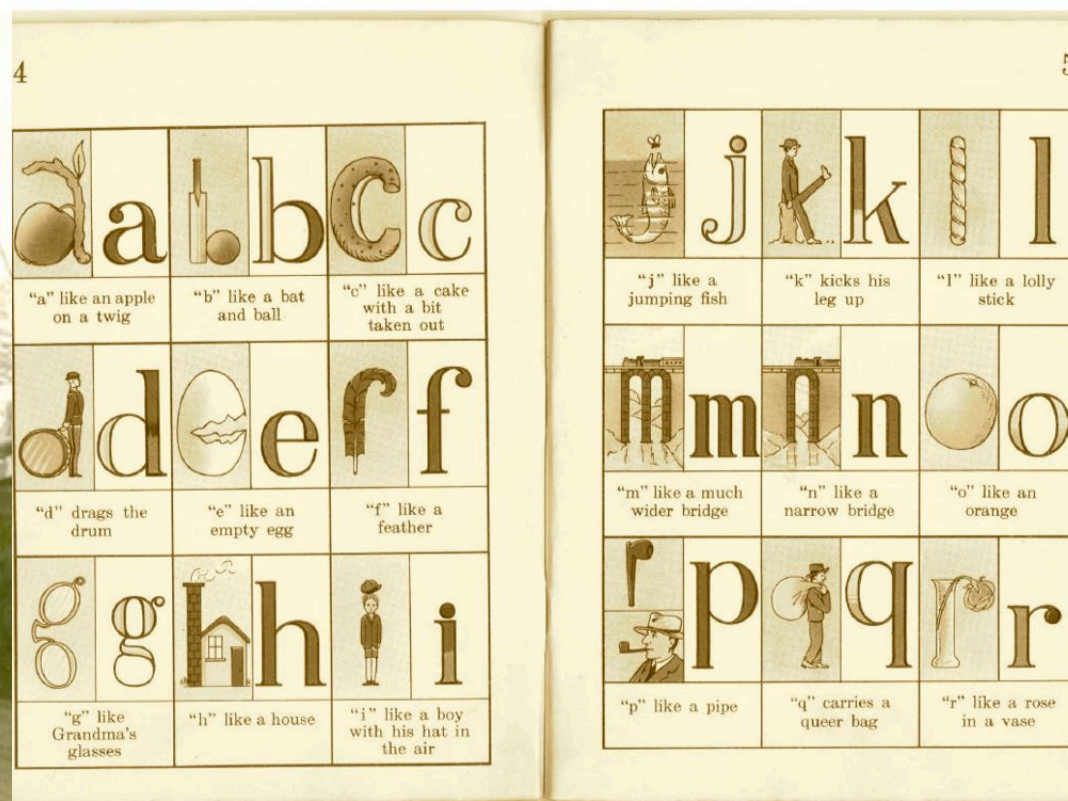 4
a b c
"a" like an apple
on a twig
"b" like a bat
and ball
"c" like a cake
with a bit
taken out
d e f
"d" drags the
drum
"e" like an
empty egg
"f" like a
feather
g h i
"g" like
Grandma's
glasses
"h" like a house
"i" like a boy
with his hat in
the air
5
j k l
"j" like a
jumping fish
"k" kicks his
leg up
"l" like a lolly
stick
m n o
"m" like a much
wider bridge
"n" like a
narrow bridge
"o" like an
orange
p q r
"p" like a pipe
"q" carries a
queer bag
"r" like a rose
in a vase